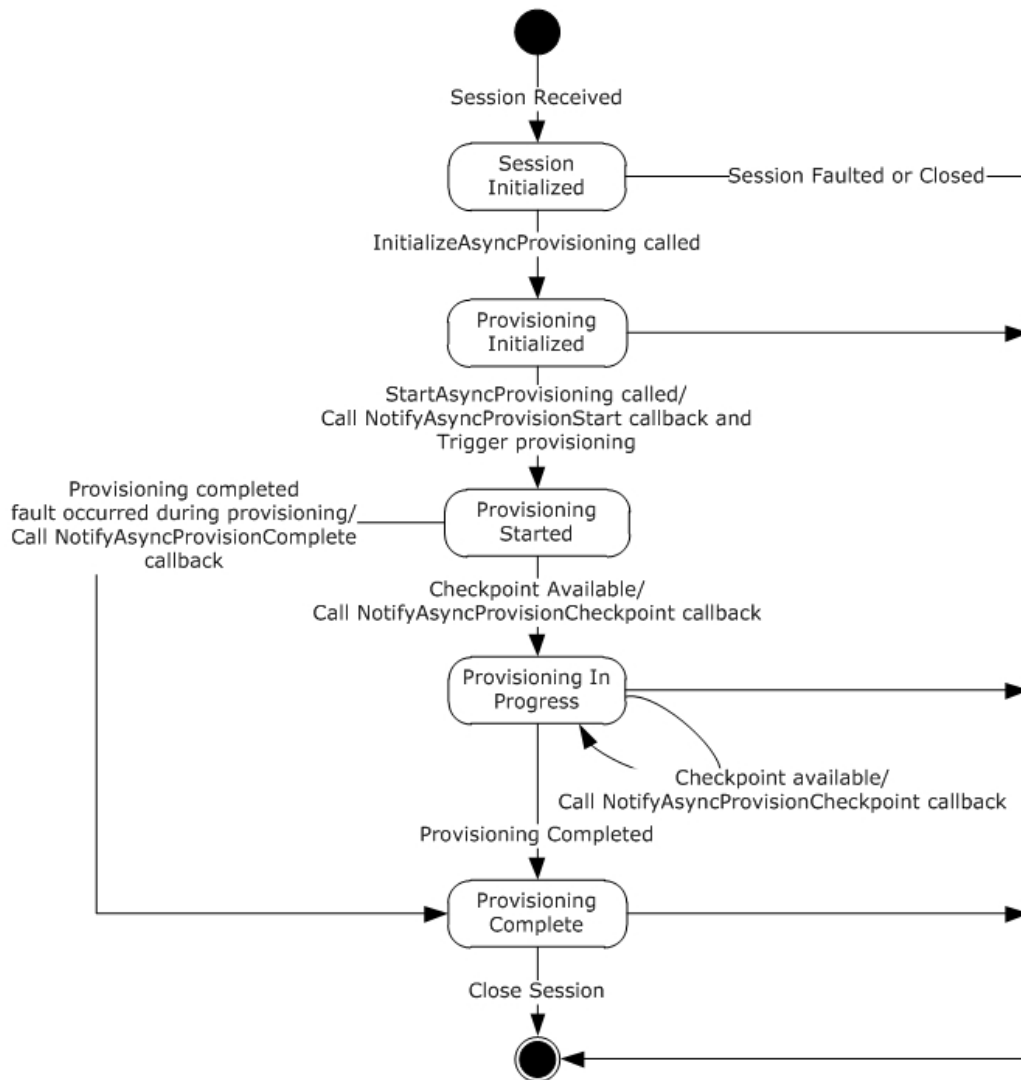 Session Received
Session
Initialized
Session Faulted or Closed
InitializeAsyncProvisioning called
Provisioning
Initialized
StartAsyncProvisioning called/
Call NotifyAsyncProvisionStart callback and
Trigger provisioning
Provisioning completed
fault occurred during provisioning/
Call NotifyAsyncProvisionComplete
callback
Provisioning
Started
Checkpoint Available/
Call NotifyAsyncProvisionCheckpoint callback
Provisioning In
Progress
Checkpoint available/
Call NotifyAsyncProvisionCheckpoint callback
Provisioning Completed
Provisioning
Complete
Close Session